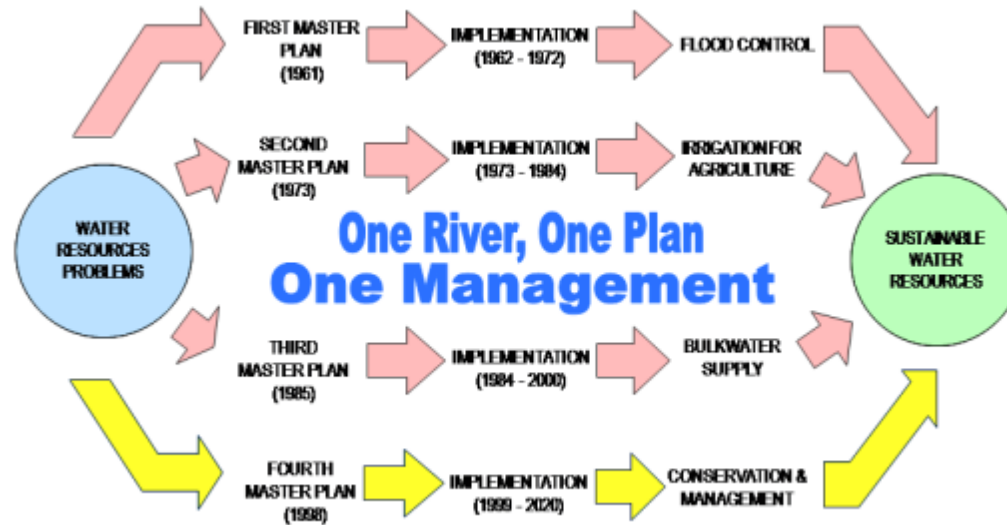 FIRST MASTER
PLAN
(1961)
IMPLEMENTATION
(1962 - 1972)
FLOOD CONTROL
SECOND
MASTER PLAN
(1973)
IMPLEMENTATION
(1973 - 1984)
IRRIGATION FOR
AGRICULTURE
WATER
RESOURCES
PROBLEMS
One River, One Plan
One Management
SUSTAINABLE
WATER
RESOURCES
THIRD
MASTER PLAN
(1985)
IMPLEMENTATION
(1984 - 2000)
BULKWATER
SUPPLY
FOURTH
MASTER PLAN
(1998)
IMPLEMENTATION
(1999 - 2020)
CONSERVATION &
MANAGEMENT